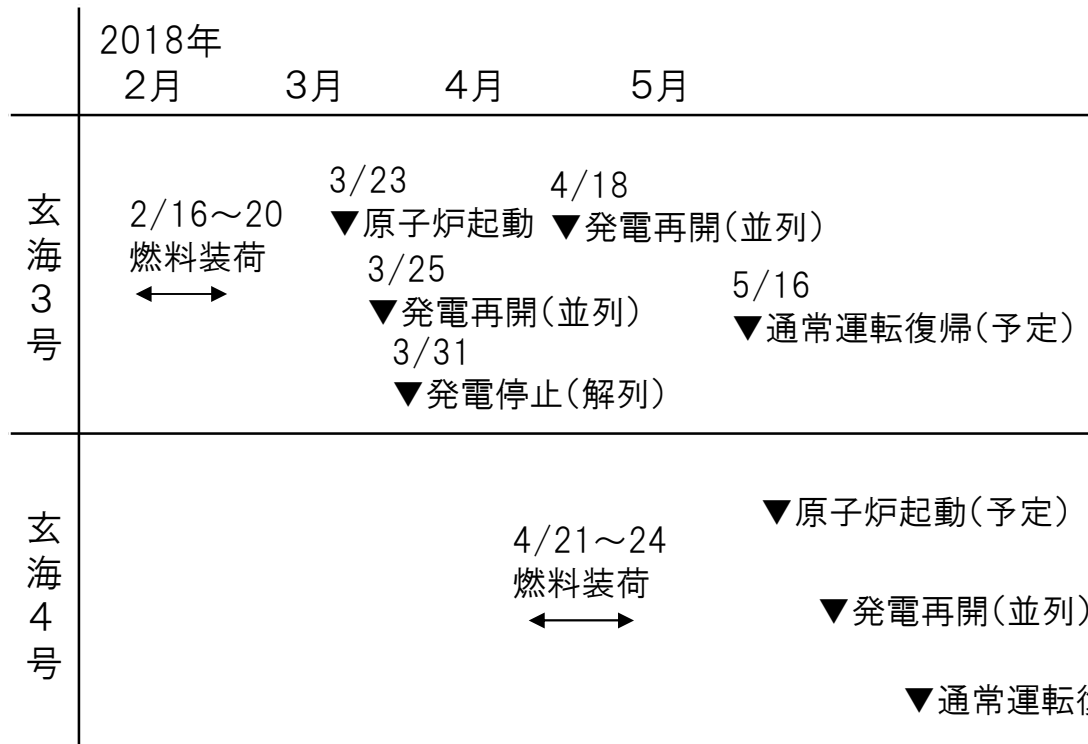 2018年
2月 3月 4月 5月
玄海3号
2/16～20
燃料装荷
3/23
▼原子炉起動
3/25
▼発電再開(並列)
3/31
▼発電停止(解列)
4/18
▼発電再開(並列)
5/16
▼通常運転復帰(予定)
玄海4号
4/21～24
燃料装荷
▼原子炉起動(予定)
▼発電再開(並列)
▼通常運転